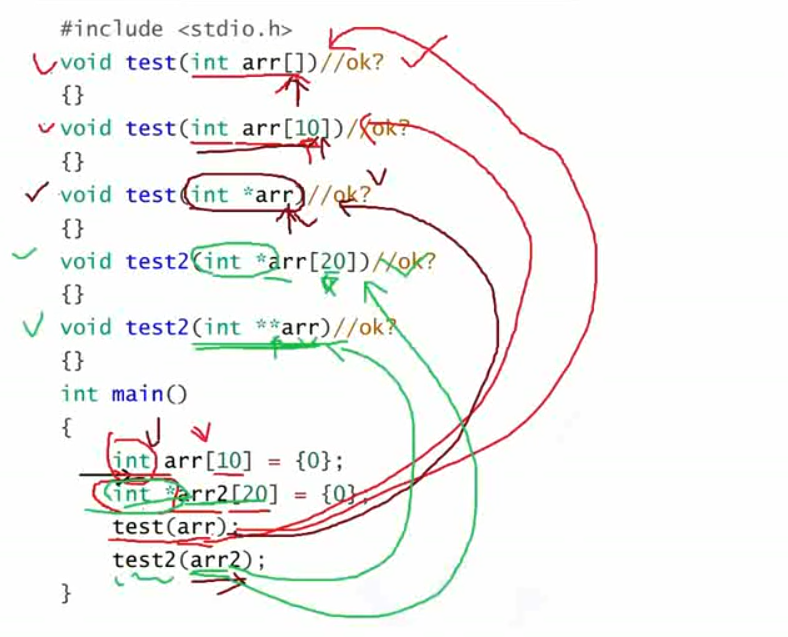 #include <stdio.h>
void test(int arr[])//ok?
{}
void test(int arr[10])//ok?
{}
void test(int *arr)//ok?
{}
void test2(int *arr[20])//ok?
{}
void test2(int **arr)//ok?
{}
int main()
{
int arr[10] = {0};
int *arr2[20] = {0};
test(arr);
test2(arr2);
}